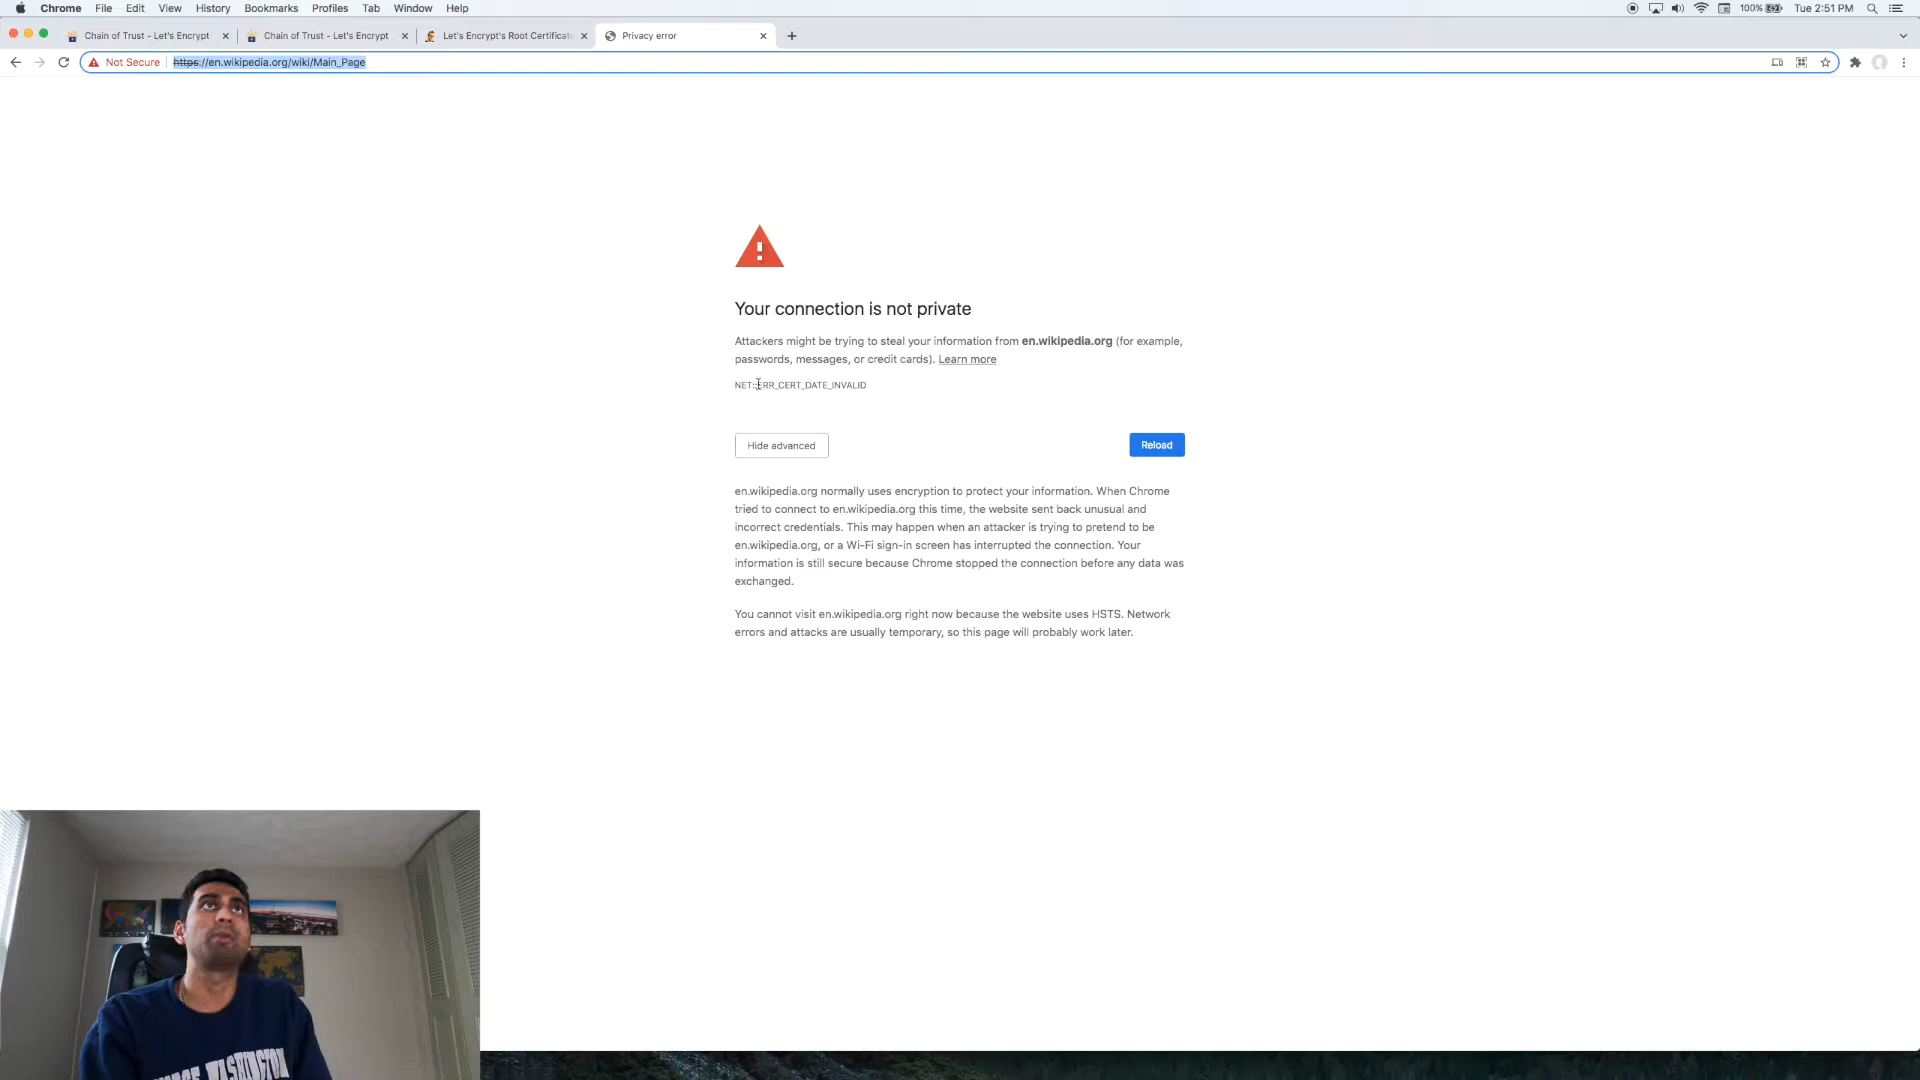 Chrome File Edit View History Bookmarks Profiles Tab Window Help 100% Tue 2:51 PM
Chain of Trust - Let's Encrypt Chain of Trust - Let's Encrypt Let's Encrypt's Root Certificate Privacy error
Not Secure https://en.wikipedia.org/wiki/Main_Page
Your connection is not private
Attackers might be trying to steal your information from en.wikipedia.org (for example,
passwords, messages, or credit cards). Learn more
NET::ERR_CERT_DATE_INVALID
Hide advanced Reload
en.wikipedia.org normally uses encryption to protect your information. When Chrome
tried to connect to en.wikipedia.org this time, the website sent back unusual and
incorrect credentials. This may happen when an attacker is trying to pretend to be
en.wikipedia.org, or a Wi-Fi sign-in screen has interrupted the connection. Your
information is still secure because Chrome stopped the connection before any data was
exchanged.
You cannot visit en.wikipedia.org right now because the website uses HSTS. Network
errors and attacks are usually temporary, so this page will probably work later.
WASHINGTON